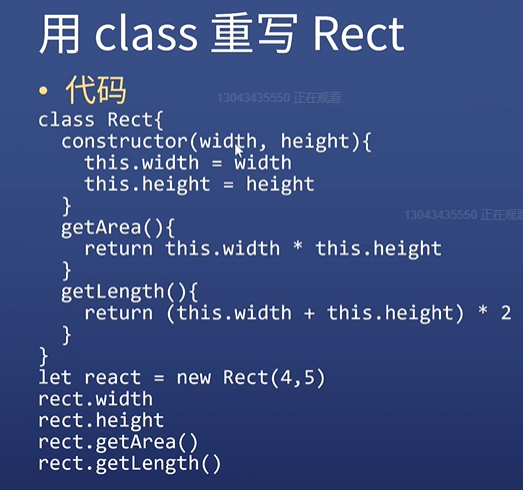 用 class 重写 Rect
• 代码
13043435550 正在观看
class Rect{
  constructor(width, height){
    this.width = width
    this.height = height
  }
13043435550 正在观看
  getArea(){
    return this.width * this.height
  }
  getLength(){
    return (this.width + this.height) * 2
  }
}
let react = new Rect(4,5)
rect.width
rect.height
rect.getArea()
rect.getLength()